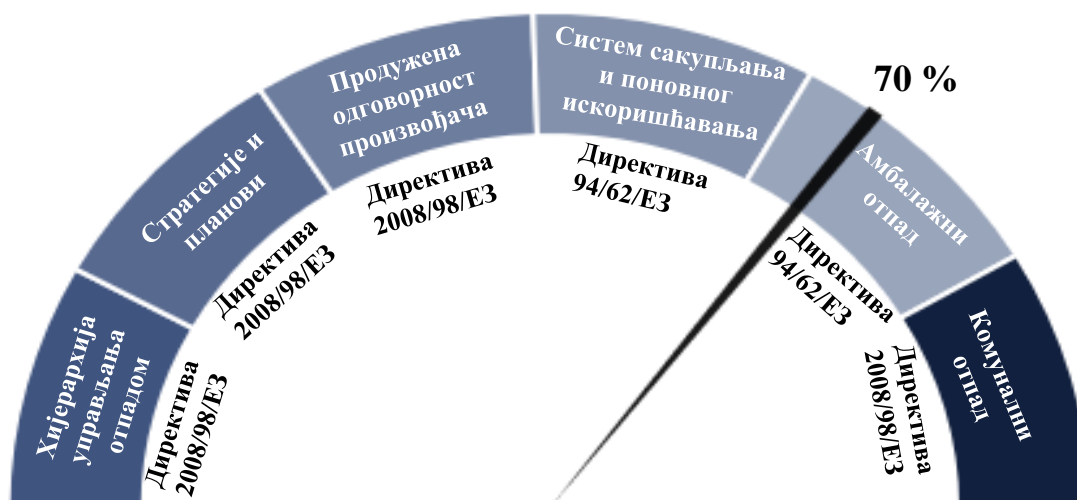 Хијерархија
управљања
отпадом
Директива
2008/98/ЕЗ
Стратегије и
планови
Директива
2008/98/ЕЗ
Продужена
одговорност
произвођача
Директива
2008/98/ЕЗ
Систем сакупљања
и поновног
искоришћавања
Директива
94/62/ЕЗ
70 %
Амбалажни
отпад
Директива
94/62/ЕЗ
Комунални
отпад
Директива
2008/98/ЕЗ